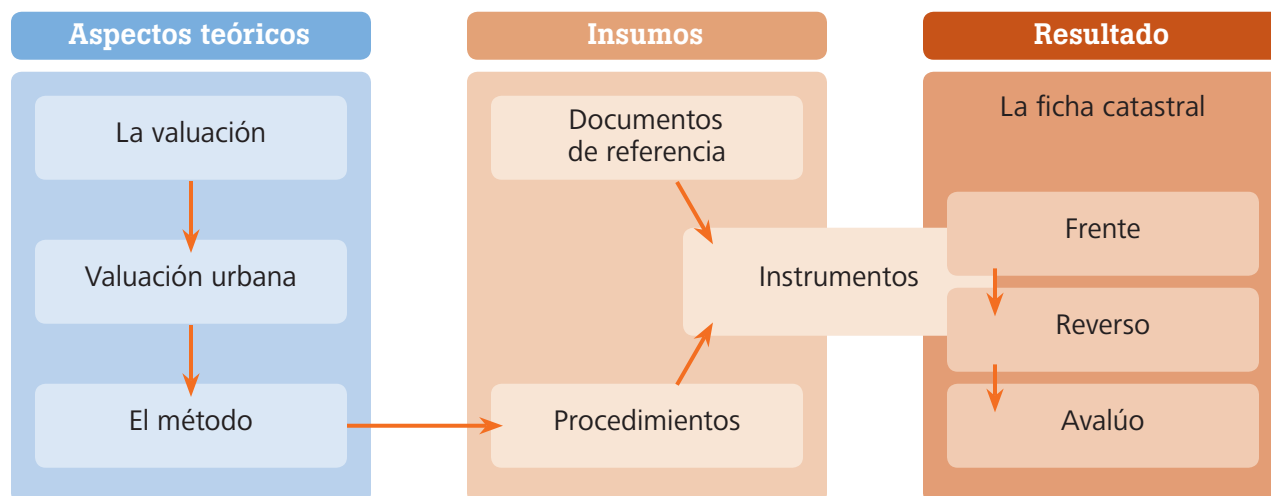 Aspectos teóricos
La valuación
Valuación urbana
El método
Insumos
Documentos
de referencia
Instrumentos
Procedimientos
Resultado
La ficha catastral
Frente
Reverso
Avalúo